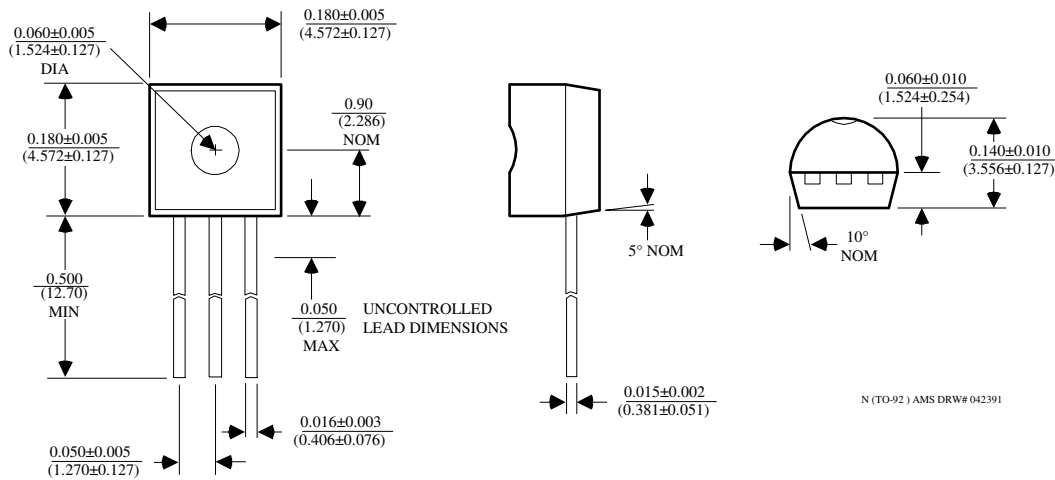 0.180±0.005
(4.572±0.127)
0.060±0.005
(1.524±0.127)
DIA
0.180±0.005
(4.572±0.127)
0.90
(2.286)
NOM
0.500
(12.70)
MIN
0.050
(1.270)
MAX
UNCONTROLLED
LEAD DIMENSIONS
0.016±0.003
(0.406±0.076)
0.050±0.005
(1.270±0.127)
5° NOM
0.015±0.002
(0.381±0.051)
0.060±0.010
(1.524±0.254)
0.140±0.010
(3.556±0.127)
10°
NOM
N (TO-92 ) AMS DRW# 042391